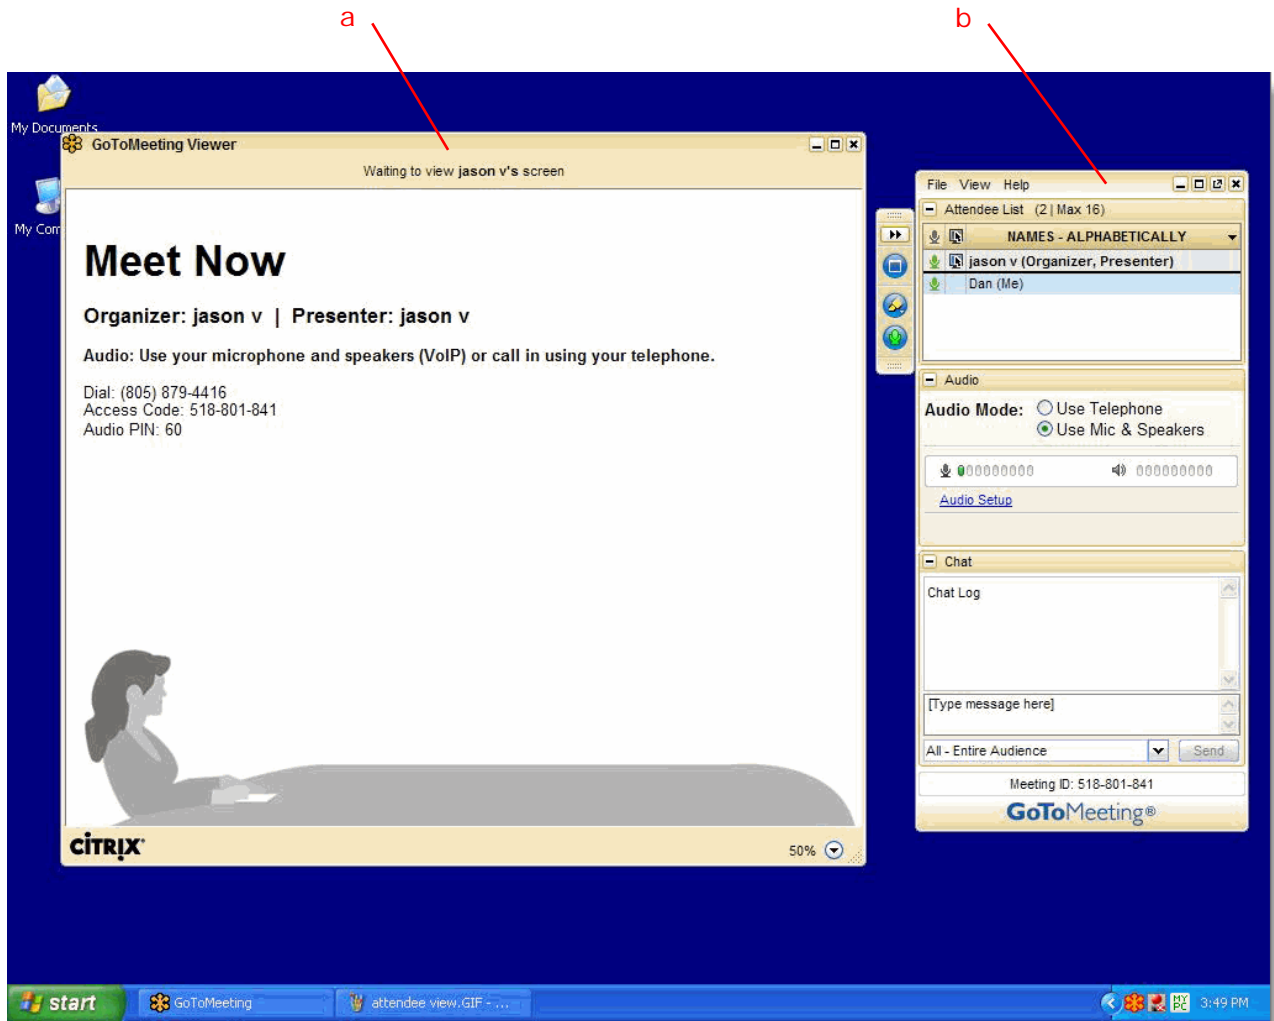 a
b
My Documents
GoToMeeting Viewer
Waiting to view jason v's screen
My Com
Meet Now
Organizer: jason v | Presenter: jason v
Audio: Use your microphone and speakers (VoIP) or call in using your telephone.
Dial: (805) 879-4416
Access Code: 518-801-841
Audio PIN: 60
CİTRIX
50%
File View Help
Attendee List (2 | Max 16)
NAMES - ALPHABETICALLY
jason v (Organizer, Presenter)
Dan (Me)
Audio
Audio Mode: Use Telephone
Use Mic & Speakers
Audio Setup
Chat
Chat Log
[Type message here]
All - Entire Audience
Send
Meeting ID: 518-801-841
GoToMeeting®
start
GoToMeeting
attendee view.GIF - ...
MY
PC
3:49 PM